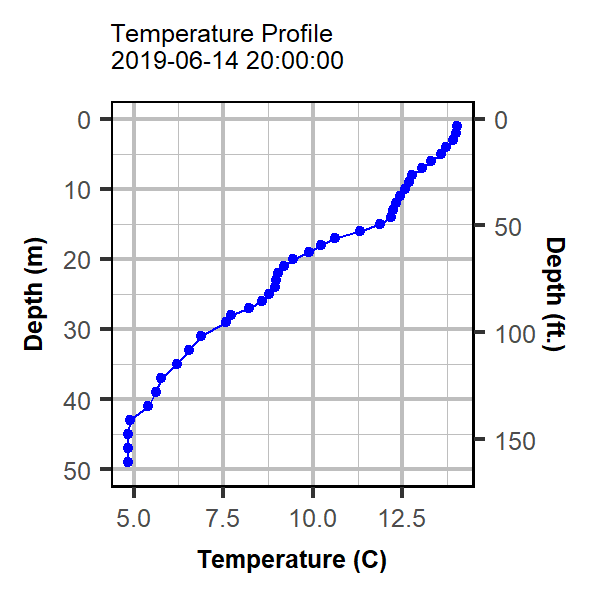 Temperature Profile
2019-06-14 20:00:00
0
10
20
30
40
50
Depth (m)
0
50
100
150
Depth (ft.)
5.0 7.5 10.0 12.5
Temperature (C)